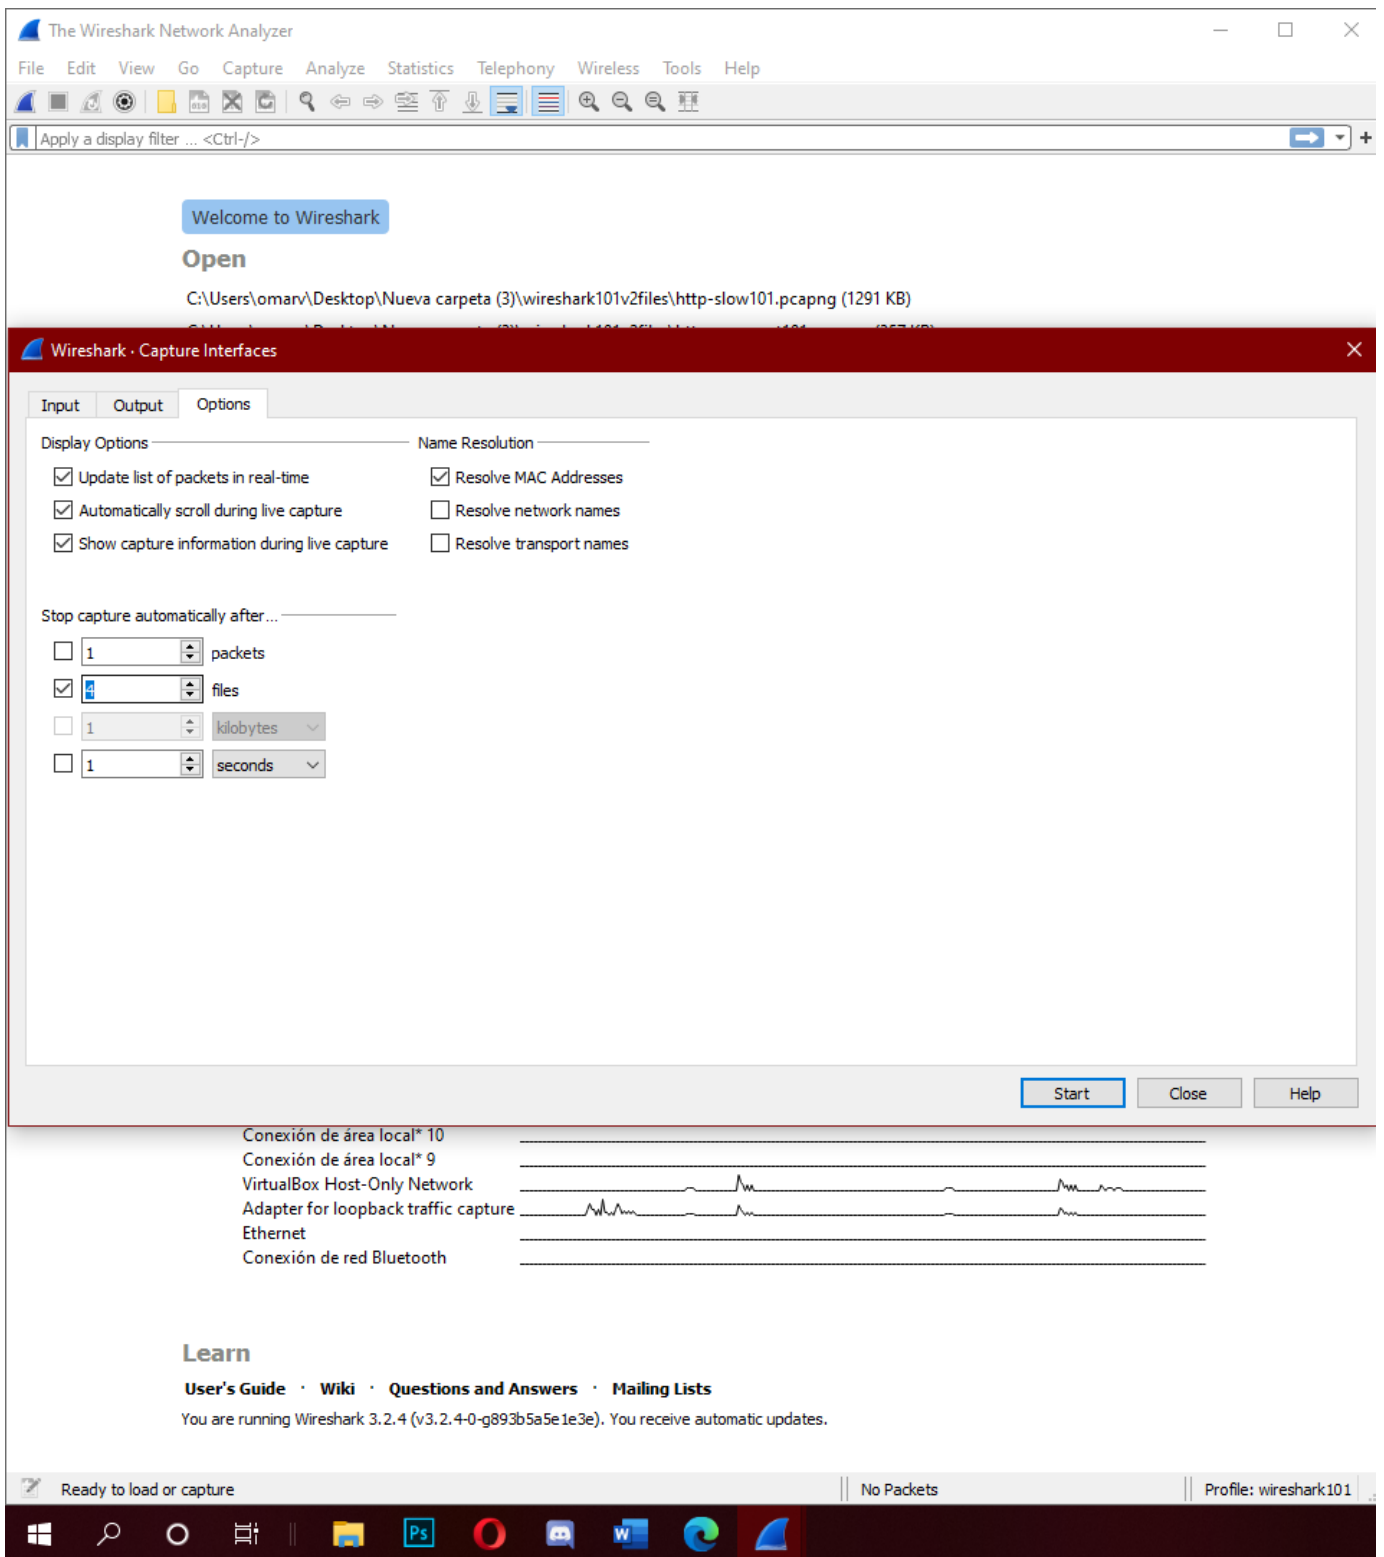 The Wireshark Network Analyzer
File Edit View Go Capture Analyze Statistics Telephony Wireless Tools Help
Apply a display filter ... <Ctrl-/>
Welcome to Wireshark
Open
C:\Users\omarv\Desktop\Nueva carpeta (3)\wireshark101v2files\http-slow101.pcapng (1291 KB)
Wireshark · Capture Interfaces
Input Output Options
Display Options Name Resolution
Update list of packets in real-time Resolve MAC Addresses
Automatically scroll during live capture Resolve network names
Show capture information during live capture Resolve transport names
Stop capture automatically after...
1 packets
4 files
1 kilobytes
1 seconds
Start Close Help
Conexión de área local* 10
Conexión de área local* 9
VirtualBox Host-Only Network
Adapter for loopback traffic capture
Ethernet
Conexión de red Bluetooth
Learn
User's Guide · Wiki · Questions and Answers · Mailing Lists
You are running Wireshark 3.2.4 (v3.2.4-0-g893b5a5e1e3e). You receive automatic updates.
Ready to load or capture No Packets Profile: wireshark101
Ps W